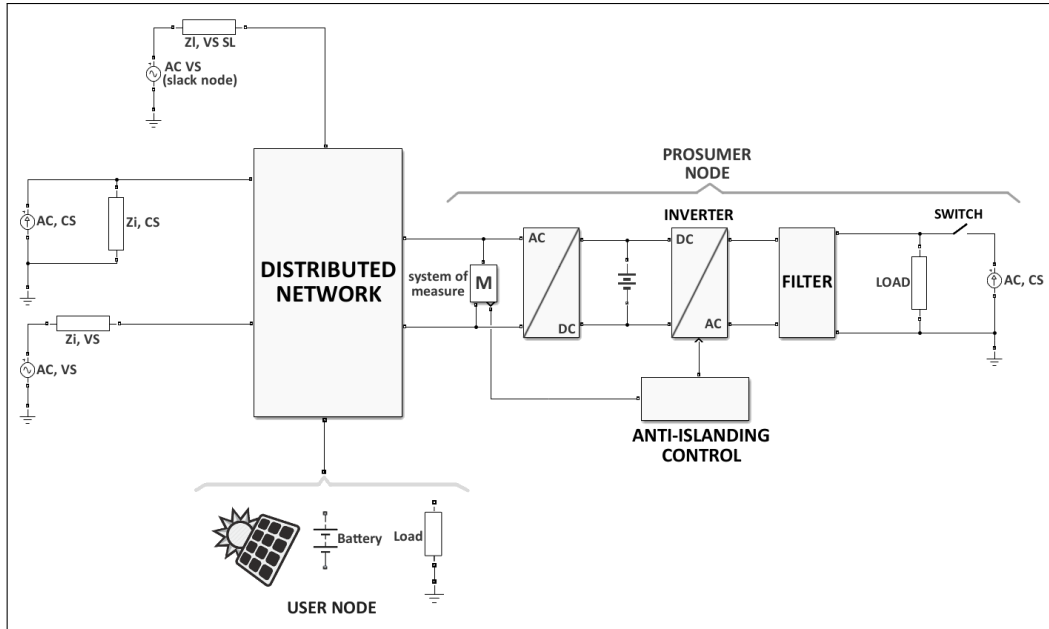 ZI, VS SL
AC VS
(slack node)
AC, CS
Zi, CS
Zi, VS
AC, VS
DISTRIBUTED
NETWORK
PROSUMER
NODE
system of
measure
M
AC
DC
INVERTER
DC
AC
FILTER
LOAD
SWITCH
AC, CS
ANTI-ISLANDING
CONTROL
Battery
Load
USER NODE